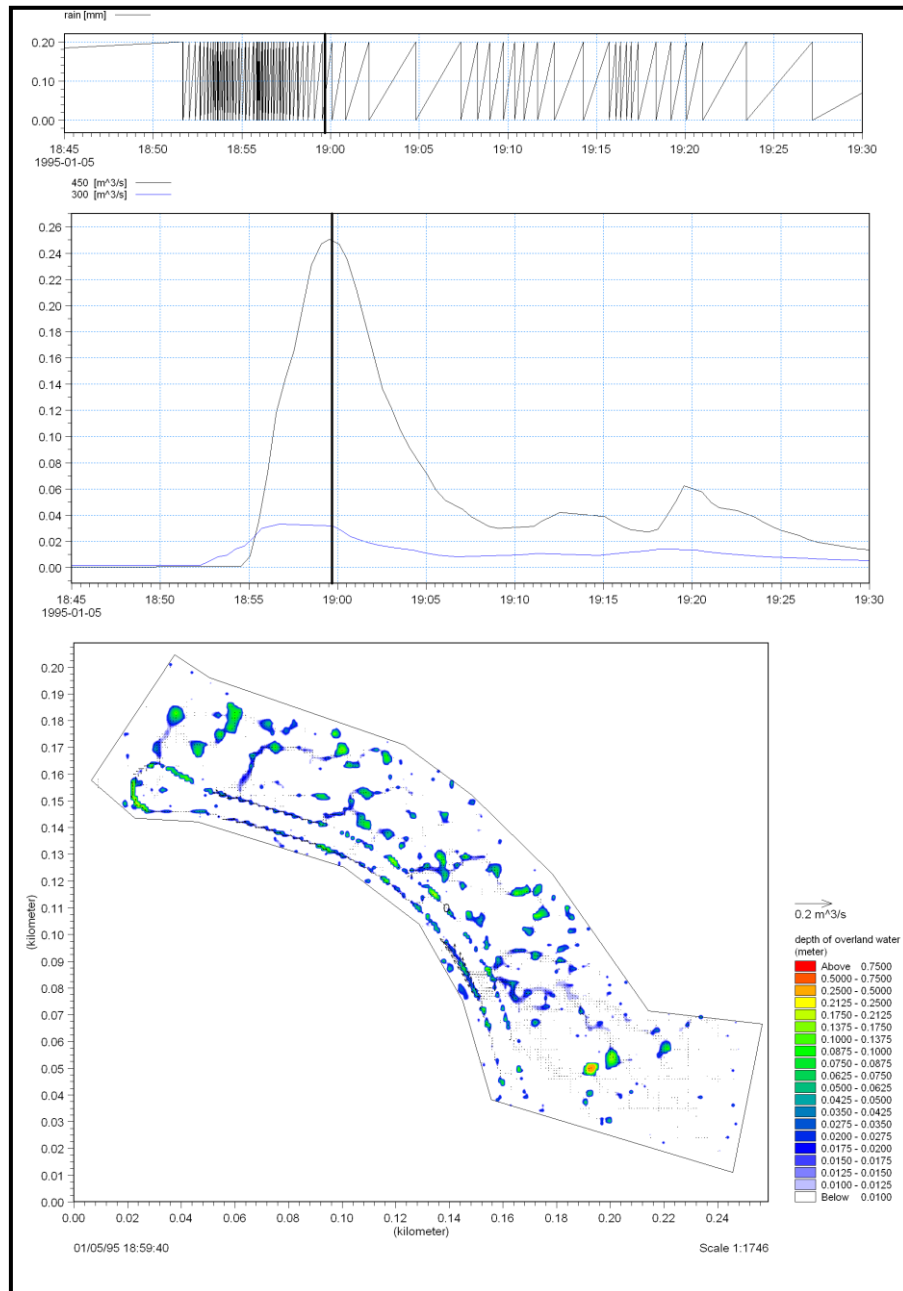 rain [mm]
0.20
0.10
0.00
18:45 18:50 18:55 19:00 19:05 19:10 19:15 19:20 19:25 19:30
1995-01-05
450 [m^3/s]
300 [m^3/s]
0.26
0.24
0.22
0.20
0.18
0.16
0.14
0.12
0.10
0.08
0.06
0.04
0.02
0.00
18:45 18:50 18:55 19:00 19:05 19:10 19:15 19:20 19:25 19:30
1995-01-05
0.20
0.19
0.18
0.17
0.16
0.15
0.14
0.13
0.12
0.11
0.10
0.09
0.08
0.07
0.06
0.05
0.04
0.03
0.02
0.01
0.00
(kilometer)
0.00 0.02 0.04 0.06 0.08 0.10 0.12 0.14 0.16 0.18 0.20 0.22 0.24
(kilometer)
01/05/95 18:59:40 Scale 1:1746
0.2 m^3/s
depth of overland water
(meter)
Above 0.7500
0.5000 - 0.7500
0.2500 - 0.5000
0.2125 - 0.2500
0.1750 - 0.2125
0.1375 - 0.1750
0.1000 - 0.1375
0.0875 - 0.1000
0.0750 - 0.0875
0.0625 - 0.0750
0.0500 - 0.0625
0.0425 - 0.0500
0.0350 - 0.0425
0.0275 - 0.0350
0.0200 - 0.0275
0.0175 - 0.0200
0.0150 - 0.0175
0.0125 - 0.0150
0.0100 - 0.0125
Below 0.0100